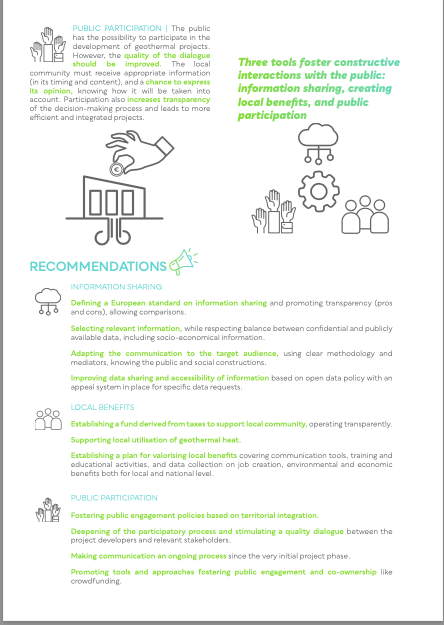 PUBLIC PARTICIPATION | The public
has the possibility to participate in the
development of geothermal projects.
However, the quality of the dialogue
should be improved. The local
community must receive appropriate information
(in its timing and content), and a chance to express
its opinion, knowing how it will be taken into
account. Participation also increases transparency
of the decision-making process and leads to more
efficient and integrated projects.
Three tools foster constructive
interactions with the public:
information sharing, creating
local benefits, and public
participation
€
RECOMMENDATIONS
INFORMATION SHARING
Defining a European standard on information sharing and promoting transparency (pros
and cons), allowing comparisons.
Selecting relevant information, while respecting balance between confidential and publicly
available data, including socio-economical information.
Adapting the communication to the target audience, using clear methodology and
mediators, knowing the public and social constructions.
Improving data sharing and accessibility of information based on open data policy with an
appeal system in place for specific data requests.
LOCAL BENEFITS
Establishing a fund derived from taxes to support local community, operating transparently.
Supporting local utilisation of geothermal heat.
Establishing a plan for valorising local benefits covering communication tools, training and
educational activities, and data collection on job creation, environmental and economic
benefits both for local and national level.
PUBLIC PARTICIPATION
Fostering public engagement policies based on territorial integration.
Deepening of the participatory process and stimulating a quality dialogue between the
project developers and relevant stakeholders.
Making communication an ongoing process since the very initial project phase.
Promoting tools and approaches fostering public engagement and co-ownership like
crowdfunding.